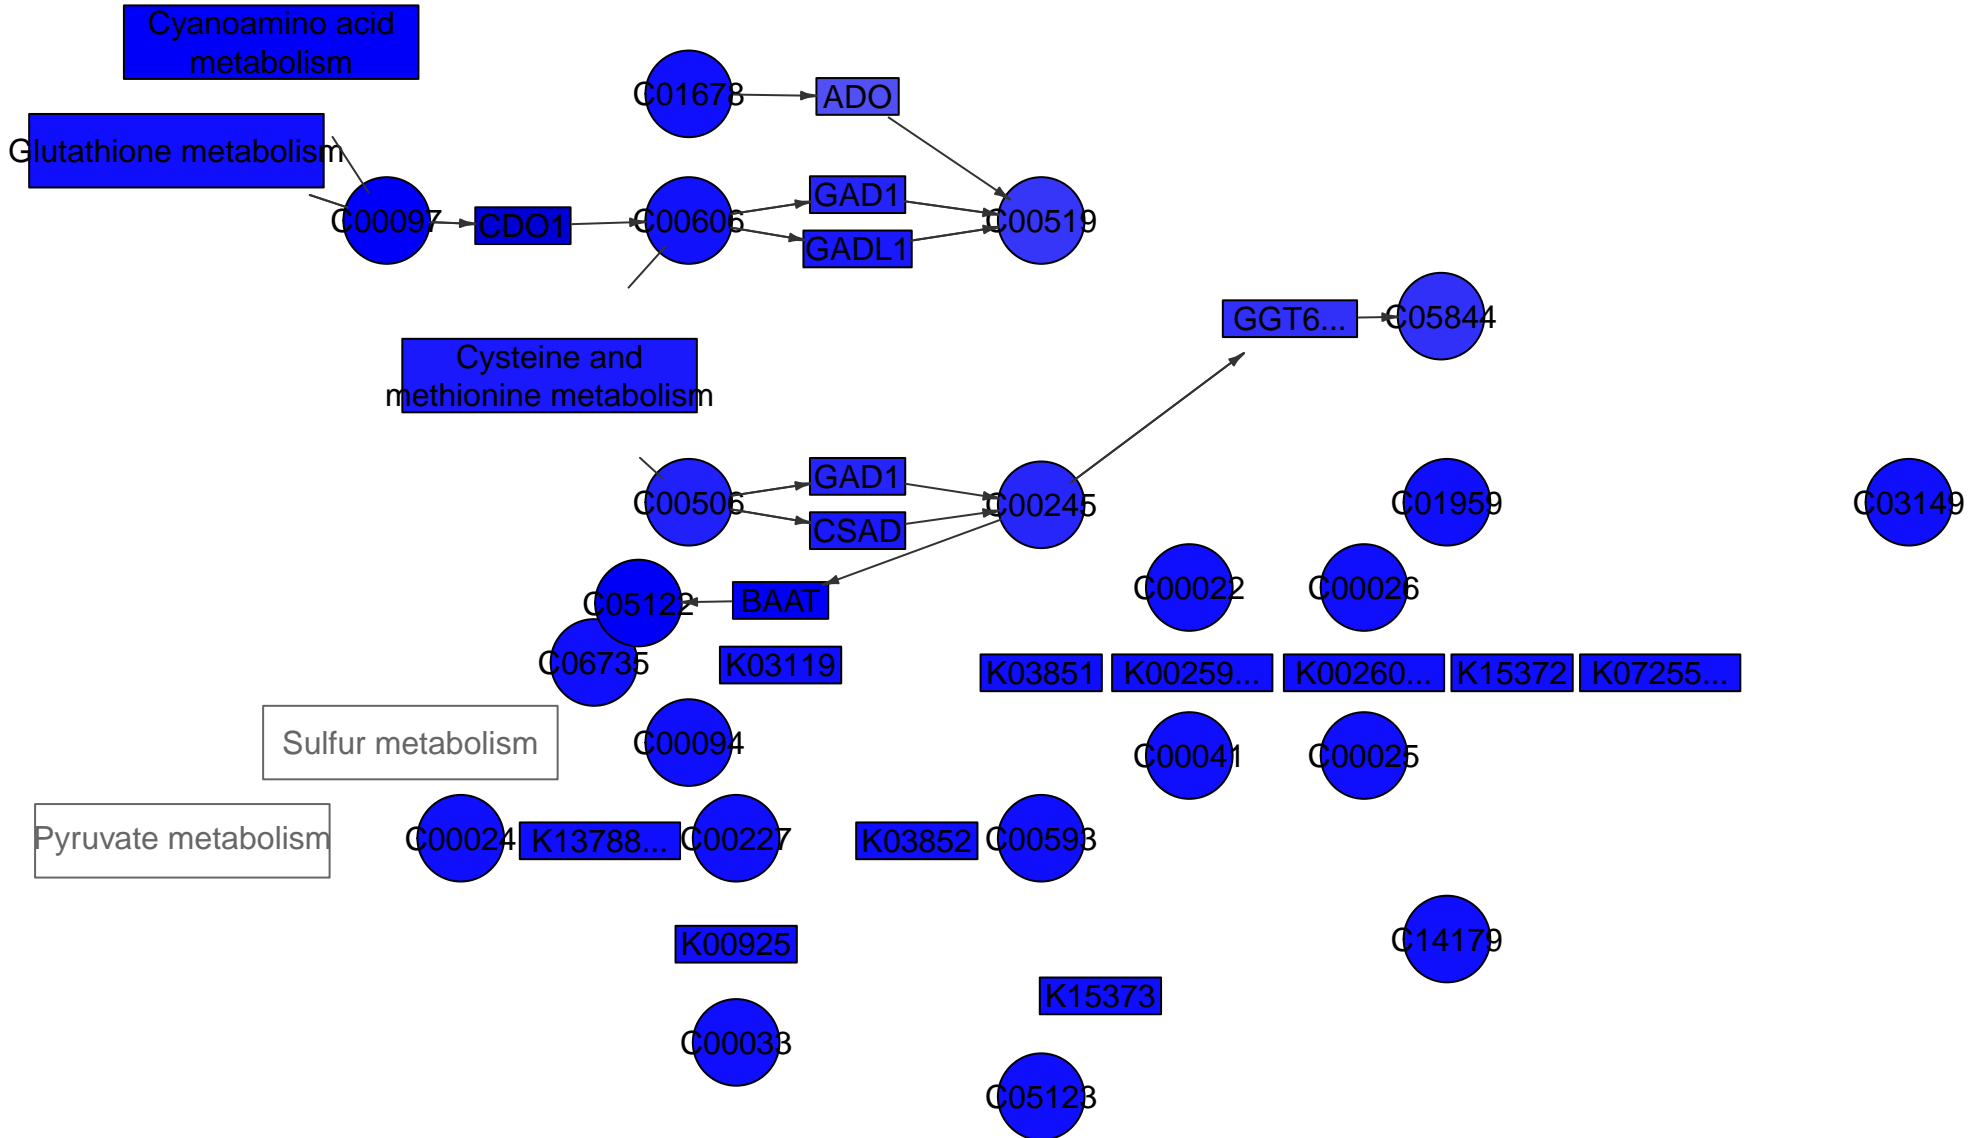 Cyanoamino acid
metabolism
C01678
ADO
Glutathione metabolism
C00097
CDO1
C00606
GAD1
GADL1
C00519
GGT6...
C05844
Cysteine and
methionine metabolism
C00506
GAD1
CSAD
C00245
C01959
C03149
C05122
BAAT
C00022
C00026
C06735
K03119
K03851
K00259...
K00260...
K15372
K07255...
Sulfur metabolism
C00094
C00041
C00025
Pyruvate metabolism
C00024
K13788...
C00227
K03852
C00593
K00925
C14179
K15373
C00033
C05123